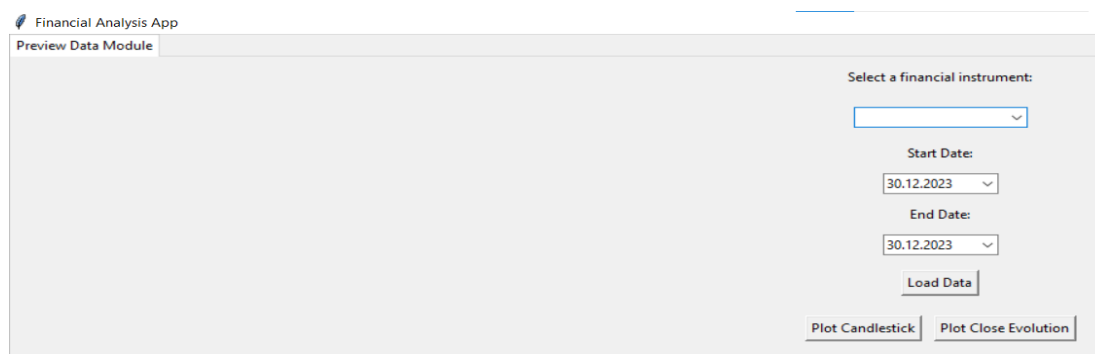 Financial Analysis App
Preview Data Module
Select a financial instrument:
Start Date:
30.12.2023
End Date:
30.12.2023
Load Data
Plot Candlestick Plot Close Evolution